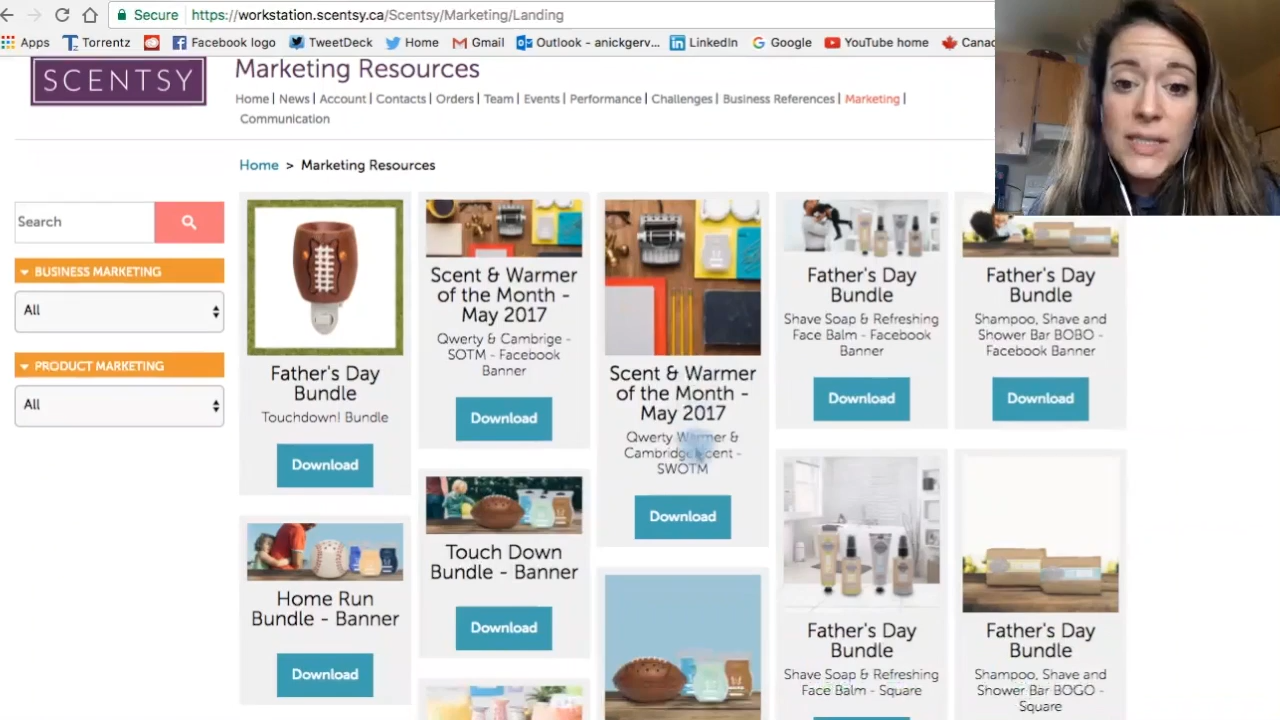 Secure https://workstation.scentsy.ca/Scentsy/Marketing/Landing
Apps Torrentz Facebook logo TweetDeck Home Gmail Outlook - anickgerv... LinkedIn Google YouTube home Canac
SCENTSY
Marketing Resources
Home | News | Account | Contacts | Orders | Team | Events | Performance | Challenges | Business References | Marketing |
Communication
Home > Marketing Resources
Search
BUSINESS MARKETING
All
PRODUCT MARKETING
All
Father's Day
Bundle
Touchdown! Bundle
Download
Home Run
Bundle - Banner
Download
Scent & Warmer
of the Month -
May 2017
Qwerty & Cambrige -
SOTM - Facebook
Banner
Download
Touch Down
Bundle - Banner
Download
Scent & Warmer
of the Month -
May 2017
Qwerty Warmer &
Cambridge Scent -
SWOTM
Download
Father's Day
Bundle
Shave Soap & Refreshing
Face Balm - Facebook
Banner
Download
Father's Day
Bundle
Shave Soap & Refreshing
Face Balm - Square
Father's Day
Bundle
Shampoo, Shave and
Shower Bar BOBO -
Facebook Banner
Download
Father's Day
Bundle
Shampoo, Shave and
Shower Bar BOGO -
Square